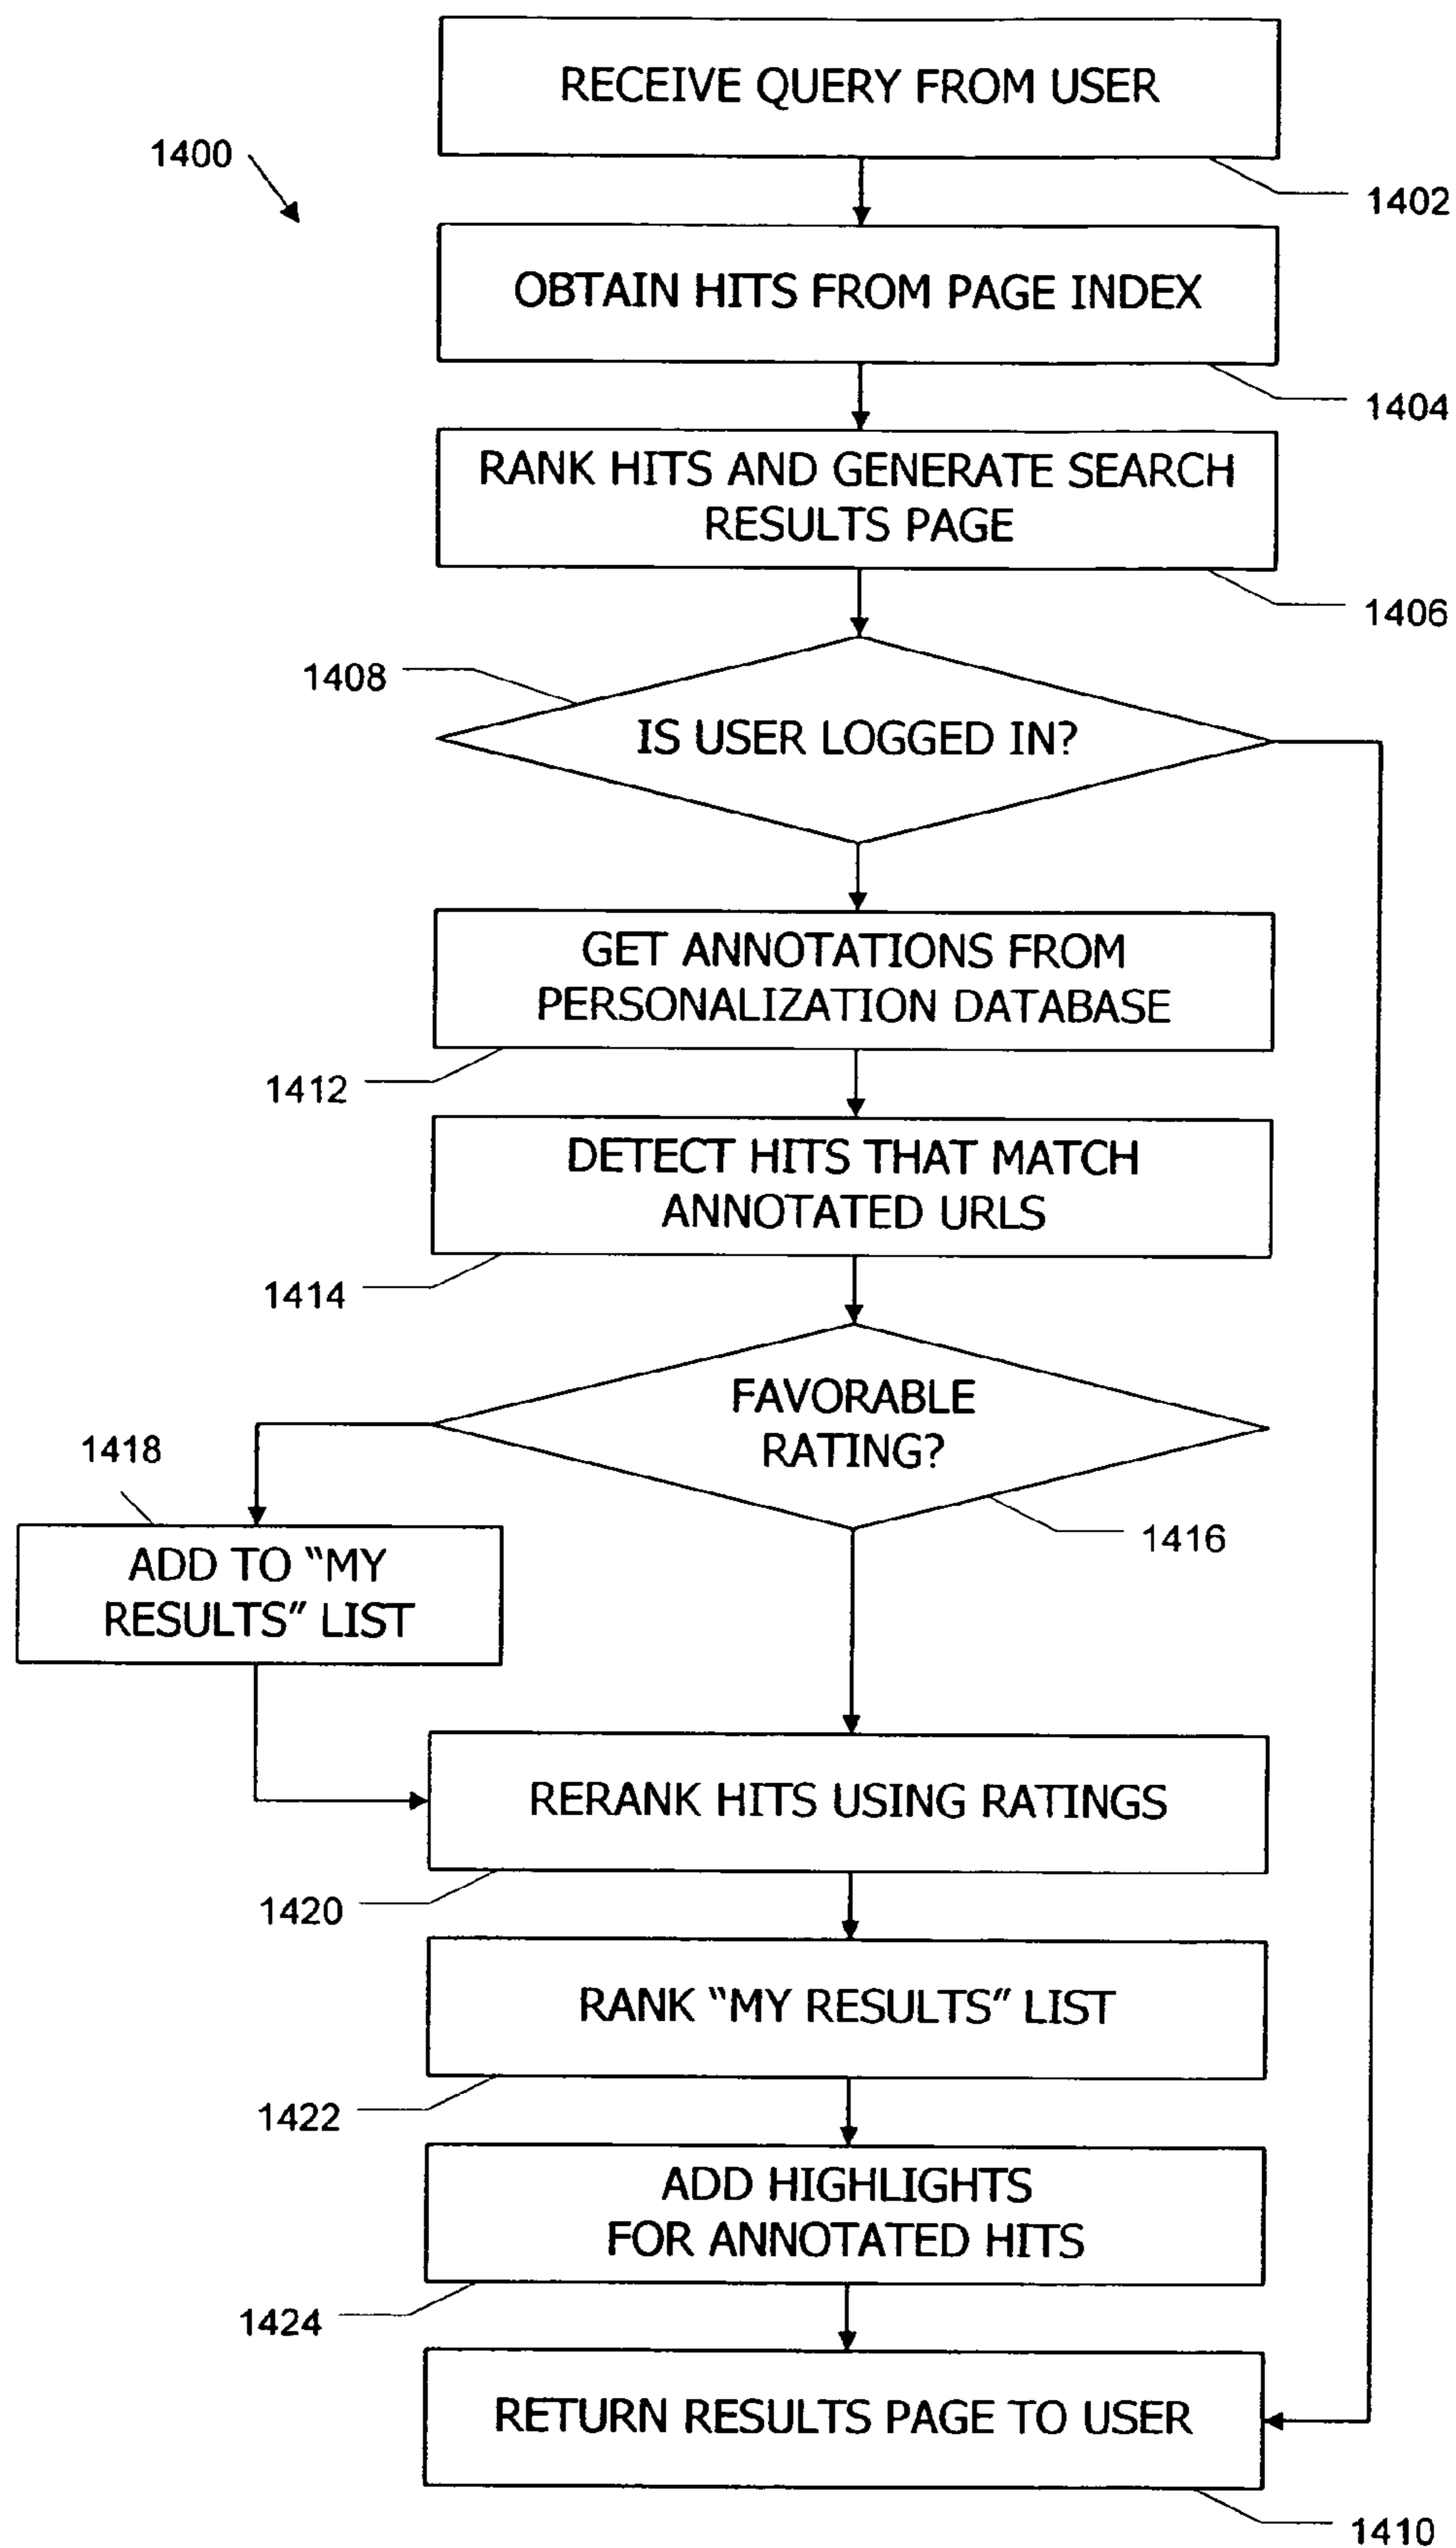 RECEIVE QUERY FROM USER
1400
1402
OBTAIN HITS FROM PAGE INDEX
1404
RANK HITS AND GENERATE SEARCH
RESULTS PAGE
1406
1408
IS USER LOGGED IN?
GET ANNOTATIONS FROM
PERSONALIZATION DATABASE
1412
DETECT HITS THAT MATCH
ANNOTATED URLS
1414
FAVORABLE
RATING?
1416
1418
ADD TO “MY
RESULTS” LIST
RERANK HITS USING RATINGS
1420
RANK “MY RESULTS” LIST
1422
ADD HIGHLIGHTS
FOR ANNOTATED HITS
1424
RETURN RESULTS PAGE TO USER
1410